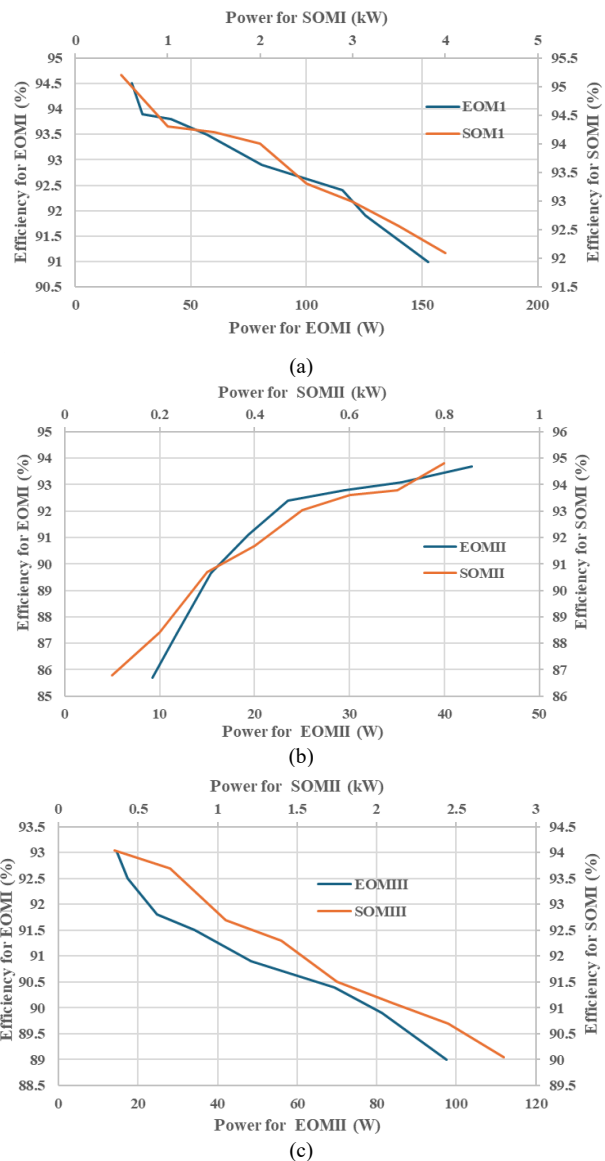 Power for SOMI (kW)
0 1 2 3 4 5
95 95.5
94.5 95
94 94.5
93.5 94
93 93.5
92.5 93
92 92.5
91.5 92
91 91.5
90.5
Efficiency for EOMI (%)
Efficiency for SOMI (%)
EOM1
SOM1
0 50 100 150 200
Power for EOMI (W)
(a)
Power for SOMII (kW)
0 0.2 0.4 0.6 0.8 1
95 96
94 95
93 94
92 93
91 92
90 91
89 90
88 89
87 88
86 87
85 86
Efficiency for EOMI (%)
Efficiency for SOMI (%)
EOMII
SOMII
0 10 20 30 40 50
Power for EOMII (W)
(b)
Power for SOMII (kW)
0 0.5 1 1.5 2 2.5 3
93.5 94.5
93 94
92.5 93.5
92 93
91.5 92.5
91 92
90.5 91.5
90 91
89.5 90.5
89 90
88.5 89.5
Efficiency for EOMI (%)
Efficiency for SOMI (%)
EOMIII
SOMIII
0 20 40 60 80 100 120
Power for EOMII (W)
(c)